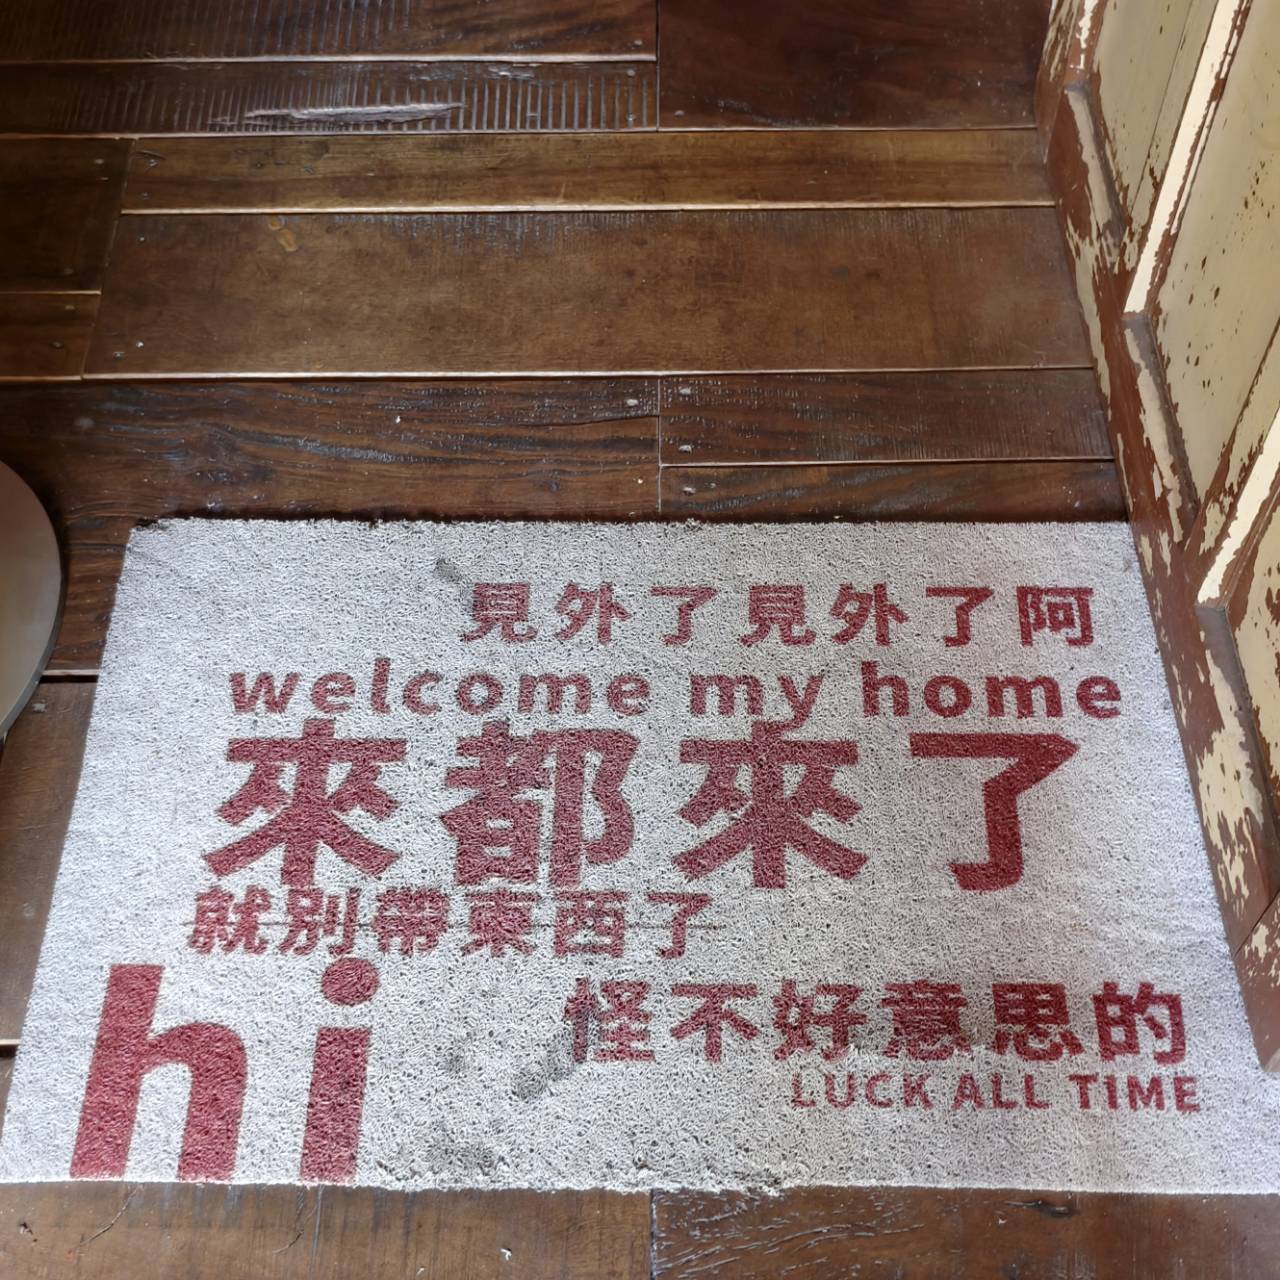 見外了見外了阿
welcome my home
來都來了
就別帶東西了
hi
怪不好意思的
LUCK ALL TIME